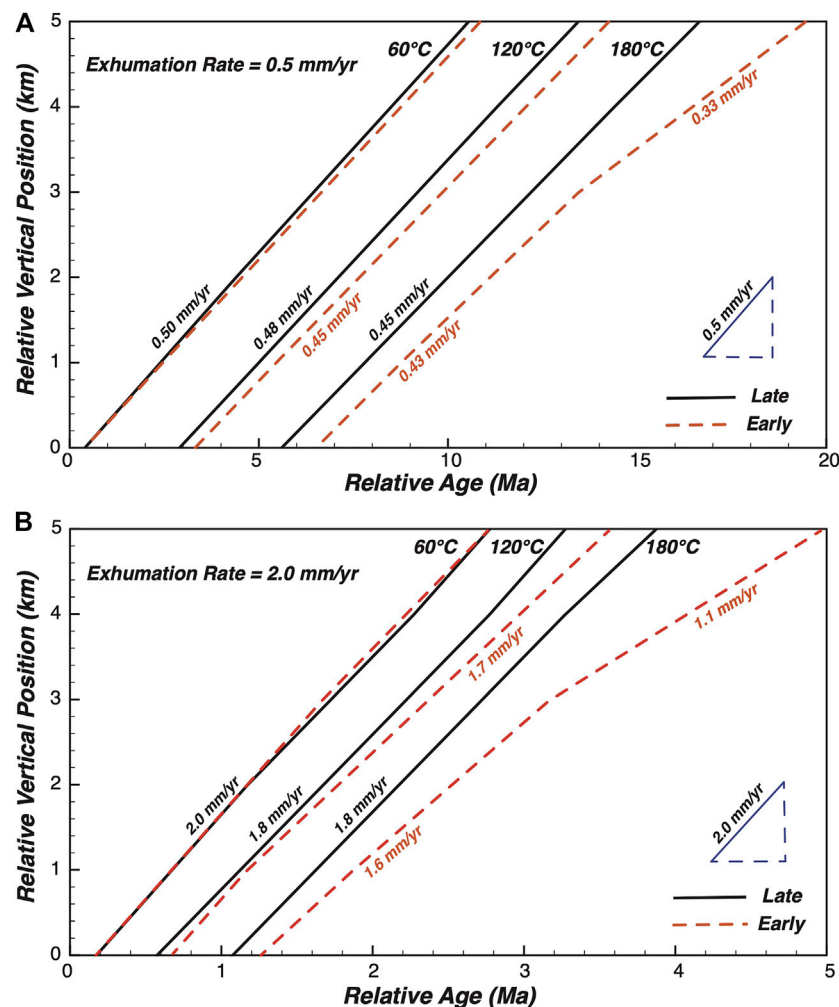 A
Exhumation Rate = 0.5 mm/yr
60°C
120°C
180°C
0.33 mm/yr
0.50 mm/yr
0.48 mm/yr
0.45 mm/yr
0.45 mm/yr
0.43 mm/yr
0.5 mm/yr
Late
Early
Relative Vertical Position (km)
5
4
3
2
1
0
0
5
10
15
20
Relative Age (Ma)
B
Exhumation Rate = 2.0 mm/yr
60°C
120°C
180°C
1.1 mm/yr
1.7 mm/yr
2.0 mm/yr
1.8 mm/yr
1.8 mm/yr
1.6 mm/yr
2.0 mm/yr
Late
Early
Relative Vertical Position (km)
5
4
3
2
1
0
0
1
2
3
4
5
Relative Age (Ma)